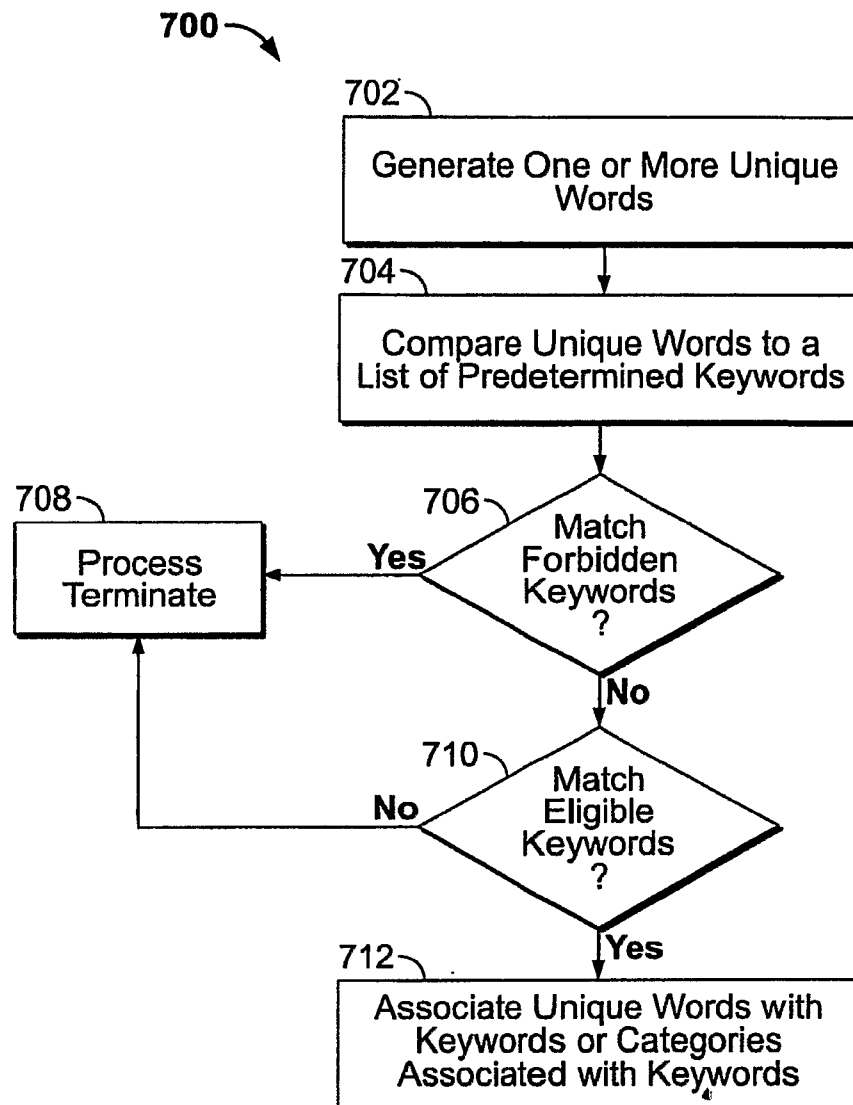 700
702
Generate One or More Unique
Words
704
Compare Unique Words to a
List of Predetermined Keywords
706
Match
Forbidden
Keywords
?
Yes
708
Process
Terminate
No
710
Match
Eligible
Keywords
?
No
Yes
712
Associate Unique Words with
Keywords or Categories
Associated with Keywords